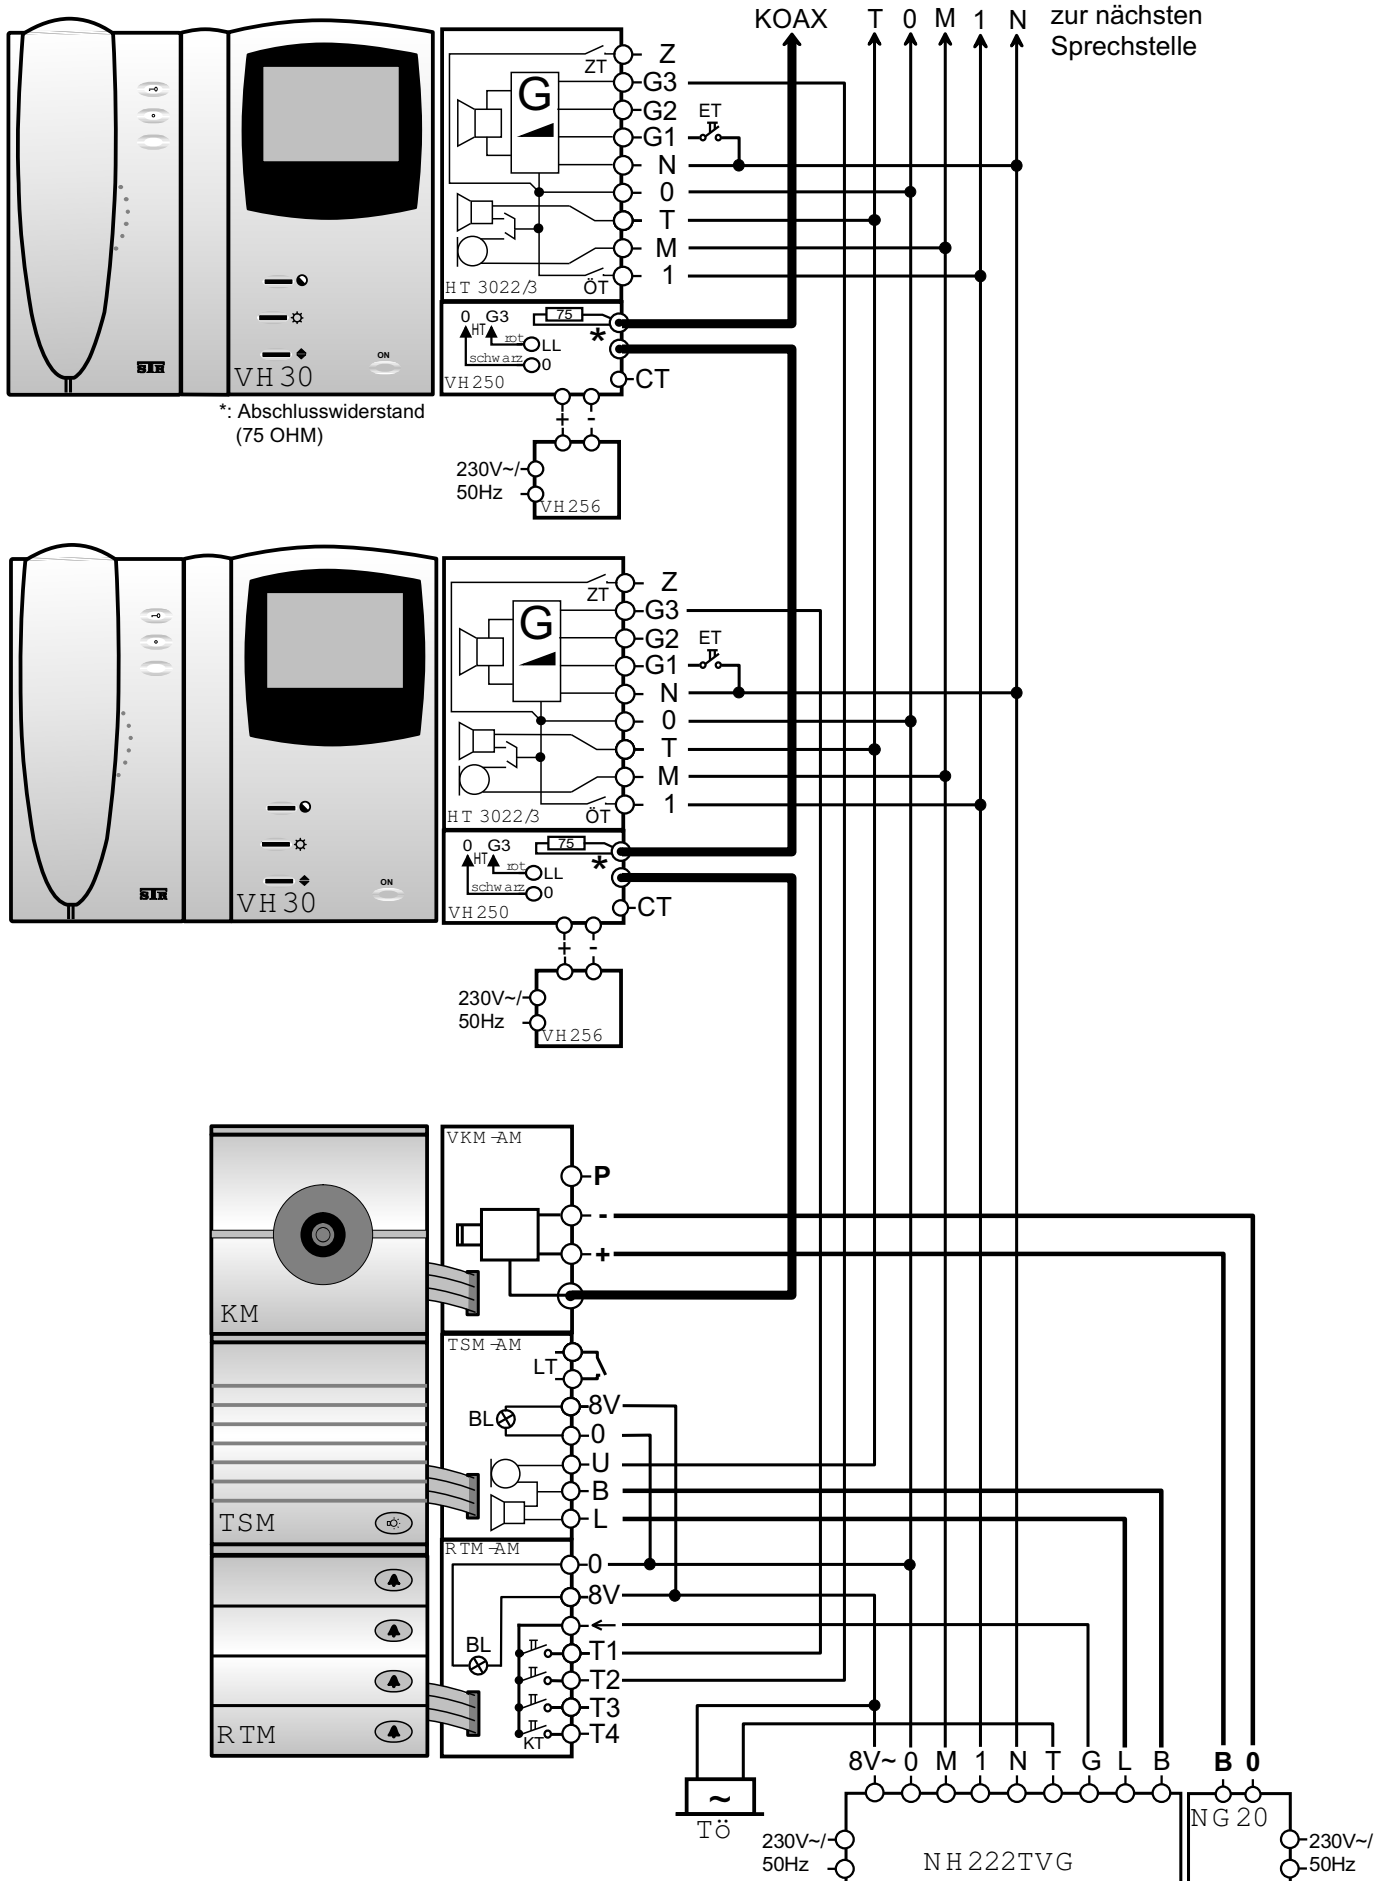 KOAX T 0 M 1 N zur nächsten
Sprechstelle
ZT
Z
G3
G
G2
ET
G1
N
0
T
M
HT 3022/3
ÖT
1
0 G3
75
HT
rot
LL
*
schwarz
0
VH250
CT
STR
VH30
ON
*: Abschlusswiderstand
(75 OHM)
+ -
230V~/
50Hz
VH256
ZT
Z
G3
G
G2
ET
G1
N
0
T
M
HT 3022/3
ÖT
1
0 G3
75
HT
rot
LL
*
schwarz
0
VH250
CT
STR
VH30
ON
+ -
230V~/
50Hz
VH256
VKM-AM
P
-
+
KM
TSM-AM
LT
8V
BL
0
U
B
L
TSM
RTM-AM
0
8V
BL
T1
T2
T3
T4
KT
RTM
8V~ 0 M 1 N T G L B B 0
~
TÖ
NG20
230V~/
50Hz
NH222TVG
230V~/
50Hz